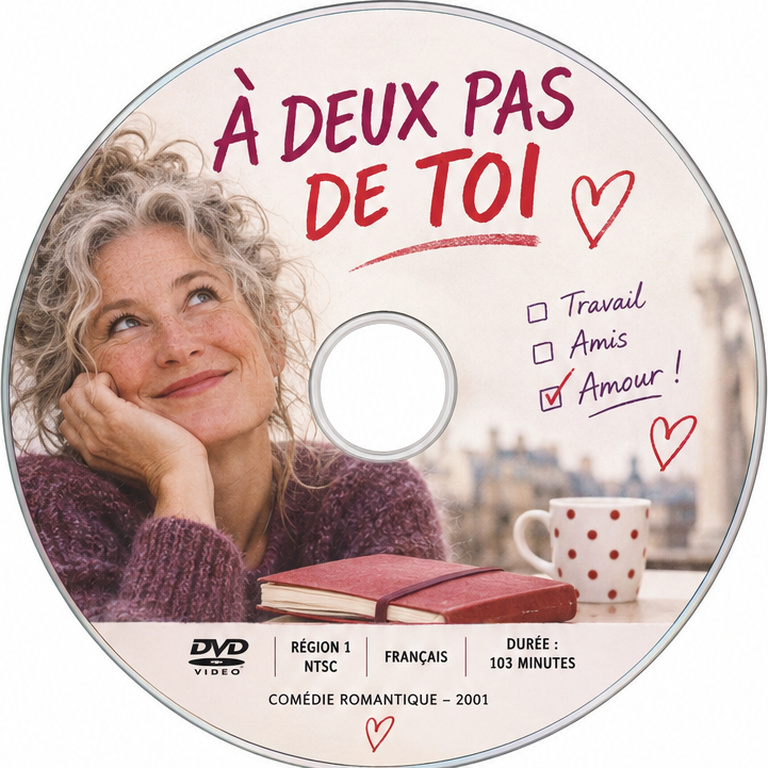 À DEUX PAS
DE TOI
Travail
Amis
Amour !
DVD
VIDEO
RÉGION 1
NTSC
FRANÇAIS
DURÉE :
103 MINUTES
COMÉDIE ROMANTIQUE – 2001